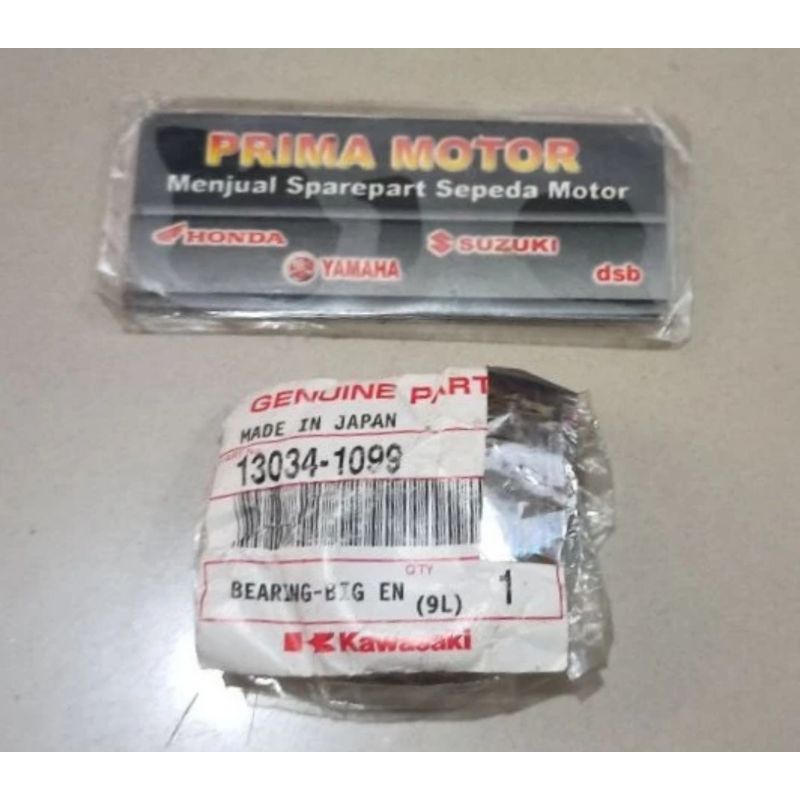 PRIMA MOTOR
Menjual Sparepart Sepeda Motor
HONDA
SUZUKI
YAMAHA
dsb
GENUINE PART
MADE IN JAPAN
13034-1099
QTY
BEARING-BIG EN (9L) 1
Kawasaki